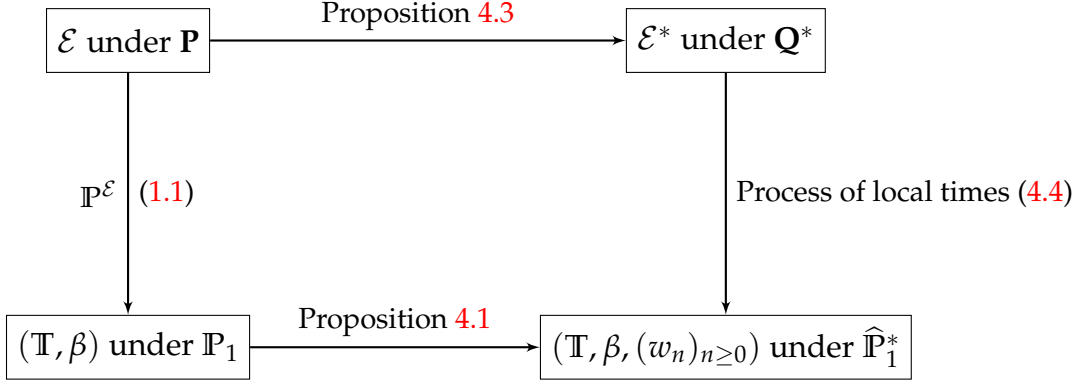 Proposition 4.3
ℰ under 𝐏
ℰ* under 𝐐*
ℙ^ℰ (1.1)
Process of local times (4.4)
Proposition 4.1
(𝕋, β) under ℙ₁
(𝕋, β, (wₙ)ₙ≥₀) under ℙ̂₁*